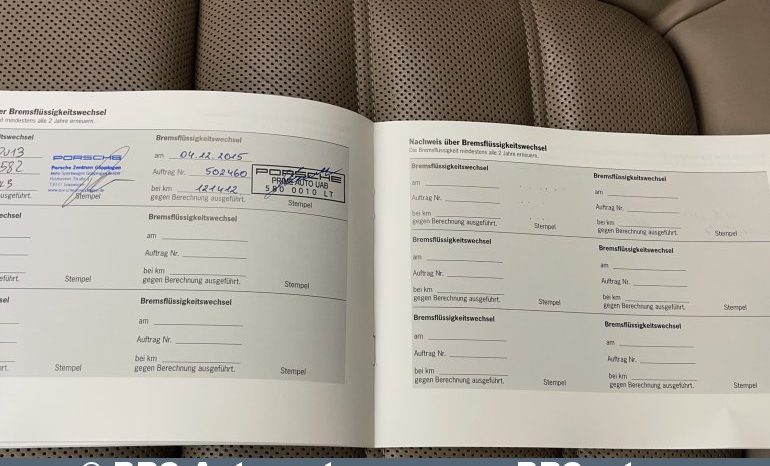 er Bremsflüssigkeitswechsel
mindestens alle 2 Jahre erneuern.
Bremsflüssigkeitswechsel
am 04.12.2015
Auftrag Nr. 502460
bei km 121412
gegen Berechnung ausgeführt.
Stempel
PORSCHE
Porsche Zentrum Göppingen
Stempel
PORSCHE
PRIME AUTO UAB
580 0010 LT
Stempel
Bremsflüssigkeitswechsel
am
Auftrag Nr.
bei km
gegen Berechnung ausgeführt.
Stempel
Bremsflüssigkeitswechsel
am
Auftrag Nr.
bei km
gegen Berechnung ausgeführt.
Stempel
Nachweis über Bremsflüssigkeitswechsel
Die Bremsflüssigkeit mindestens alle 2 Jahre erneuern.
Bremsflüssigkeitswechsel
am
Auftrag Nr.
bei km
gegen Berechnung ausgeführt.
Stempel
Bremsflüssigkeitswechsel
am
Auftrag Nr.
bei km
gegen Berechnung ausgeführt.
Stempel
Bremsflüssigkeitswechsel
am
Auftrag Nr.
bei km
gegen Berechnung ausgeführt.
Stempel
Bremsflüssigkeitswechsel
am
Auftrag Nr.
bei km
gegen Berechnung ausgeführt.
Stempel
Bremsflüssigkeitswechsel
am
Auftrag Nr.
bei km
gegen Berechnung ausgeführt.
Stempel
Bremsflüssigkeitswechsel
am
Auftrag Nr.
bei km
gegen Berechnung ausgeführt.
Stempel